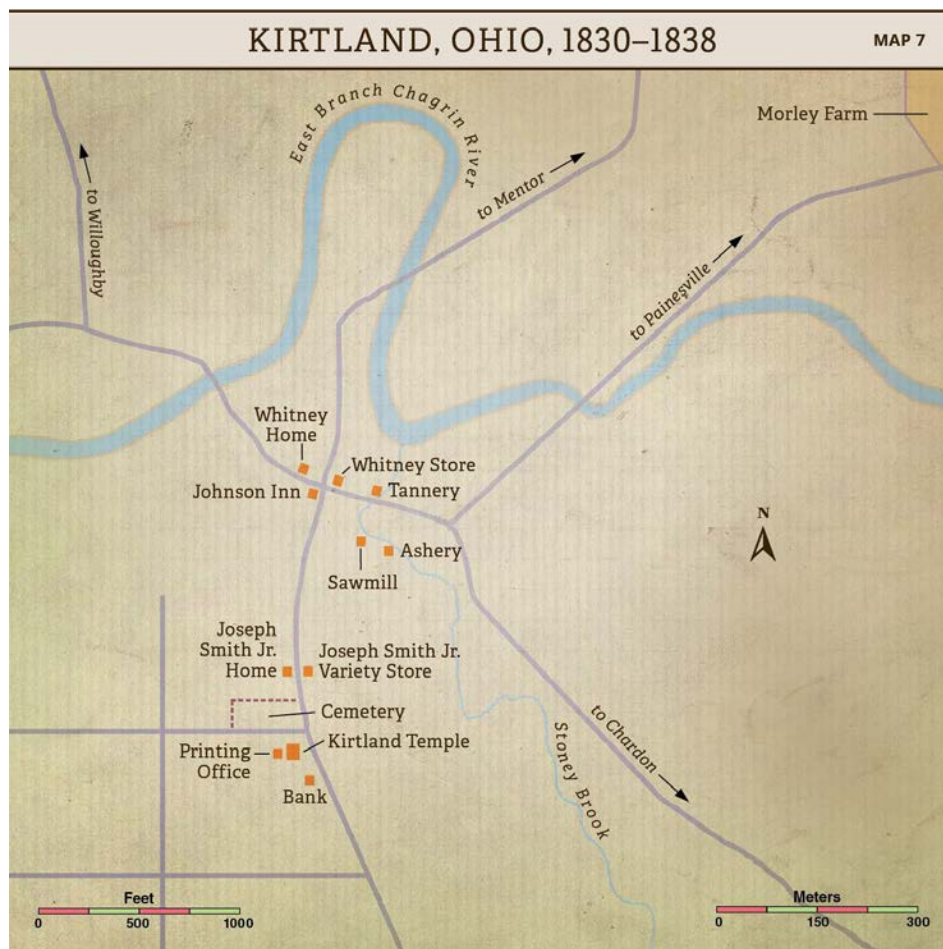 KIRTLAND, OHIO, 1830–1838
MAP 7
East Branch Chagrin River
Morley Farm
to Willoughby
to Mentor
to Painesville
Whitney
Home
Whitney Store
Johnson Inn
Tannery
N
Ashery
Sawmill
Joseph
Smith Jr.
Home
Joseph Smith Jr.
Variety Store
Cemetery
Kirtland Temple
Printing
Office
Bank
to Chardon
Stoney Brook
Feet
0 500 1000
Meters
0 150 300